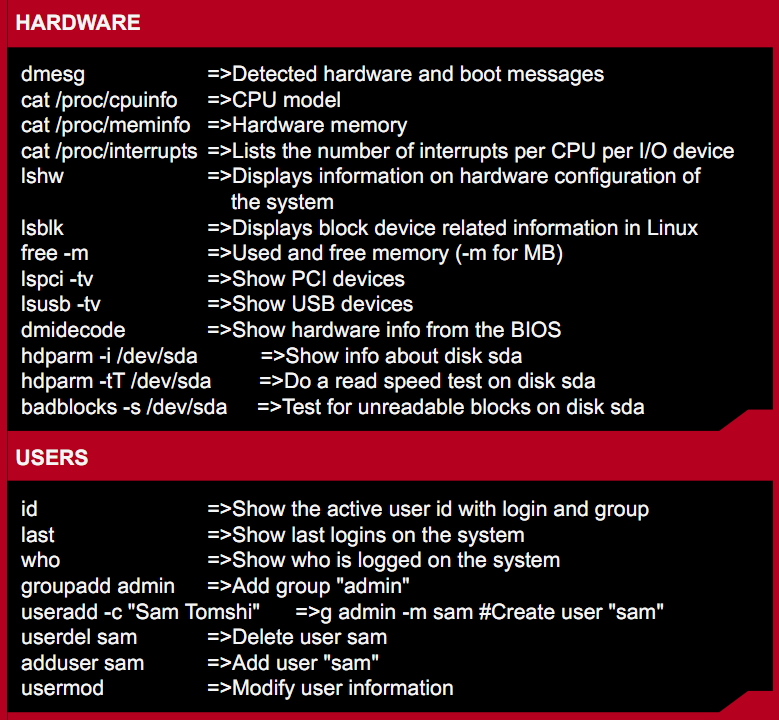 HARDWARE
dmesg =>Detected hardware and boot messages
cat /proc/cpuinfo =>CPU model
cat /proc/meminfo =>Hardware memory
cat /proc/interrupts =>Lists the number of interrupts per CPU per I/O device
lshw =>Displays information on hardware configuration of
the system
lsblk =>Displays block device related information in Linux
free -m =>Used and free memory (-m for MB)
lspci -tv =>Show PCI devices
lsusb -tv =>Show USB devices
dmidecode =>Show hardware info from the BIOS
hdparm -i /dev/sda =>Show info about disk sda
hdparm -tT /dev/sda =>Do a read speed test on disk sda
badblocks -s /dev/sda =>Test for unreadable blocks on disk sda
USERS
id =>Show the active user id with login and group
last =>Show last logins on the system
who =>Show who is logged on the system
groupadd admin =>Add group "admin"
useradd -c "Sam Tomshi" =>g admin -m sam #Create user "sam"
userdel sam =>Delete user sam
adduser sam =>Add user "sam"
usermod =>Modify user information